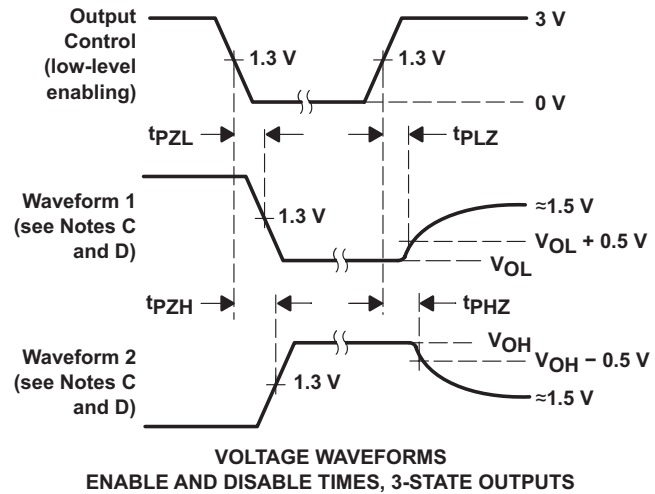 Output
Control
(low-level
enabling)
1.3 V
1.3 V
3 V
0 V
tPZL
tPLZ
Waveform 1
(see Notes C
and D)
1.3 V
≈1.5 V
VOL + 0.5 V
VOL
tPZH
tPHZ
Waveform 2
(see Notes C
and D)
1.3 V
VOH
VOH − 0.5 V
≈1.5 V
VOLTAGE WAVEFORMS
ENABLE AND DISABLE TIMES, 3-STATE OUTPUTS